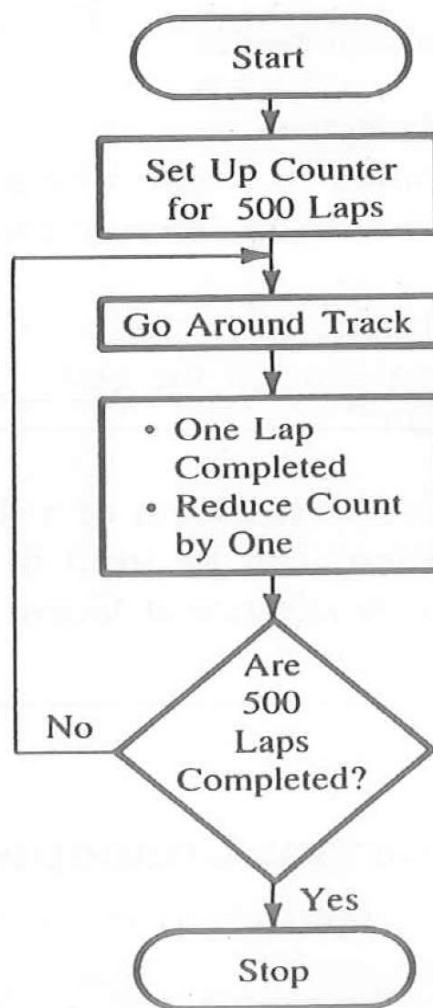 Start
Set Up Counter
for 500 Laps
Go Around Track
• One Lap
Completed
• Reduce Count
by One
Are
500
Laps
Completed?
No
Yes
Stop